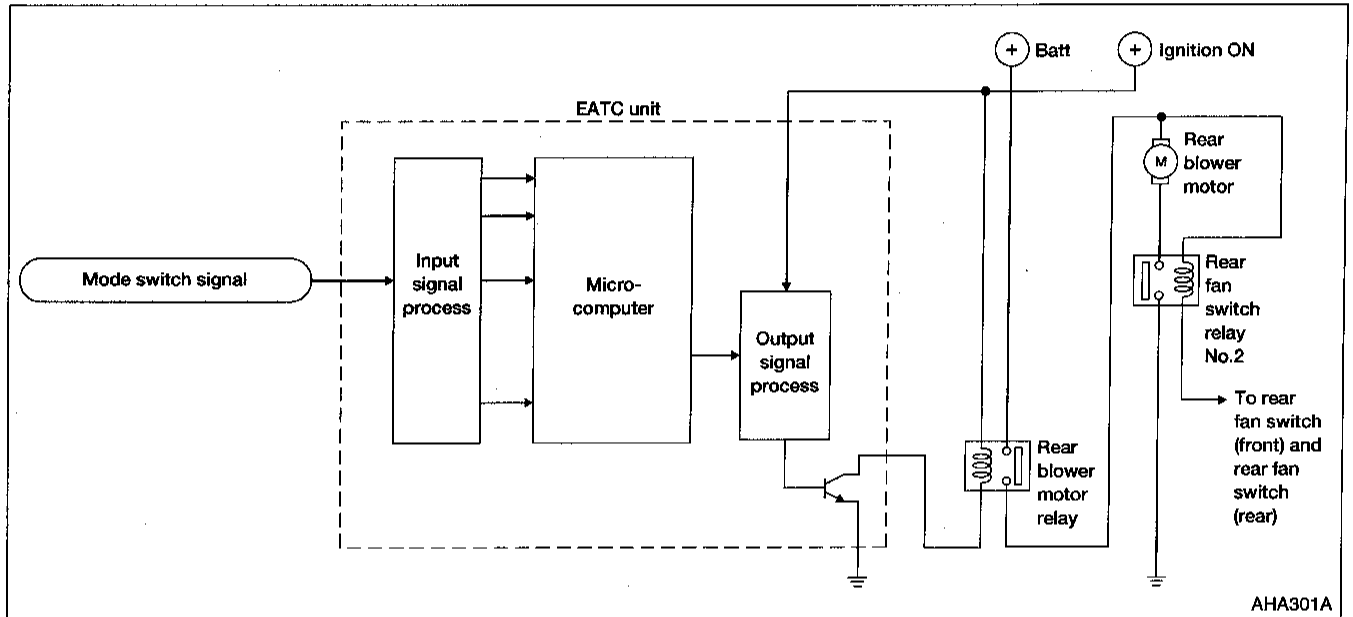 + Batt
+ Ignition ON
EATC unit
Rear
blower
motor
M
Mode switch signal
Input
signal
process
Micro-
computer
Output
signal
process
Rear
fan
switch
relay
No.2
Rear
blower
motor
relay
To rear
fan switch
(front) and
rear fan
switch
(rear)
AHA301A